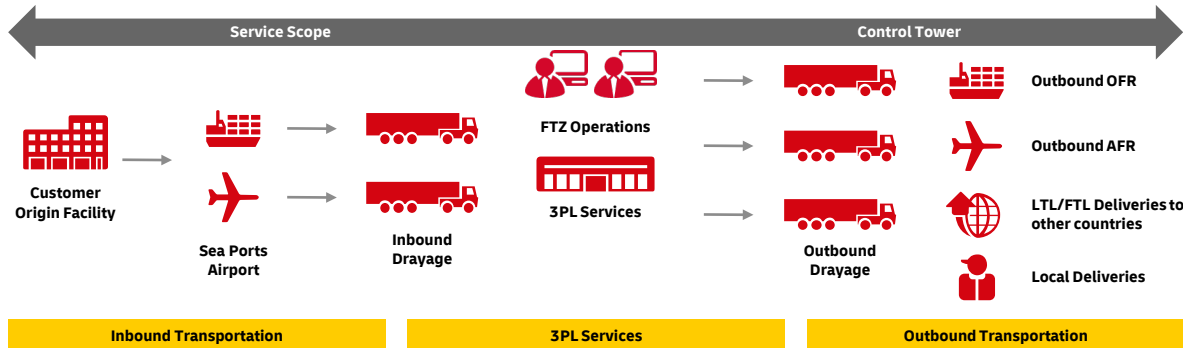 Service Scope
Control Tower
Customer
Origin Facility
Sea Ports
Airport
Inbound
Drayage
FTZ Operations
3PL Services
Outbound
Drayage
Outbound OFR
Outbound AFR
LTL/FTL Deliveries to
other countries
Local Deliveries
Inbound Transportation
3PL Services
Outbound Transportation